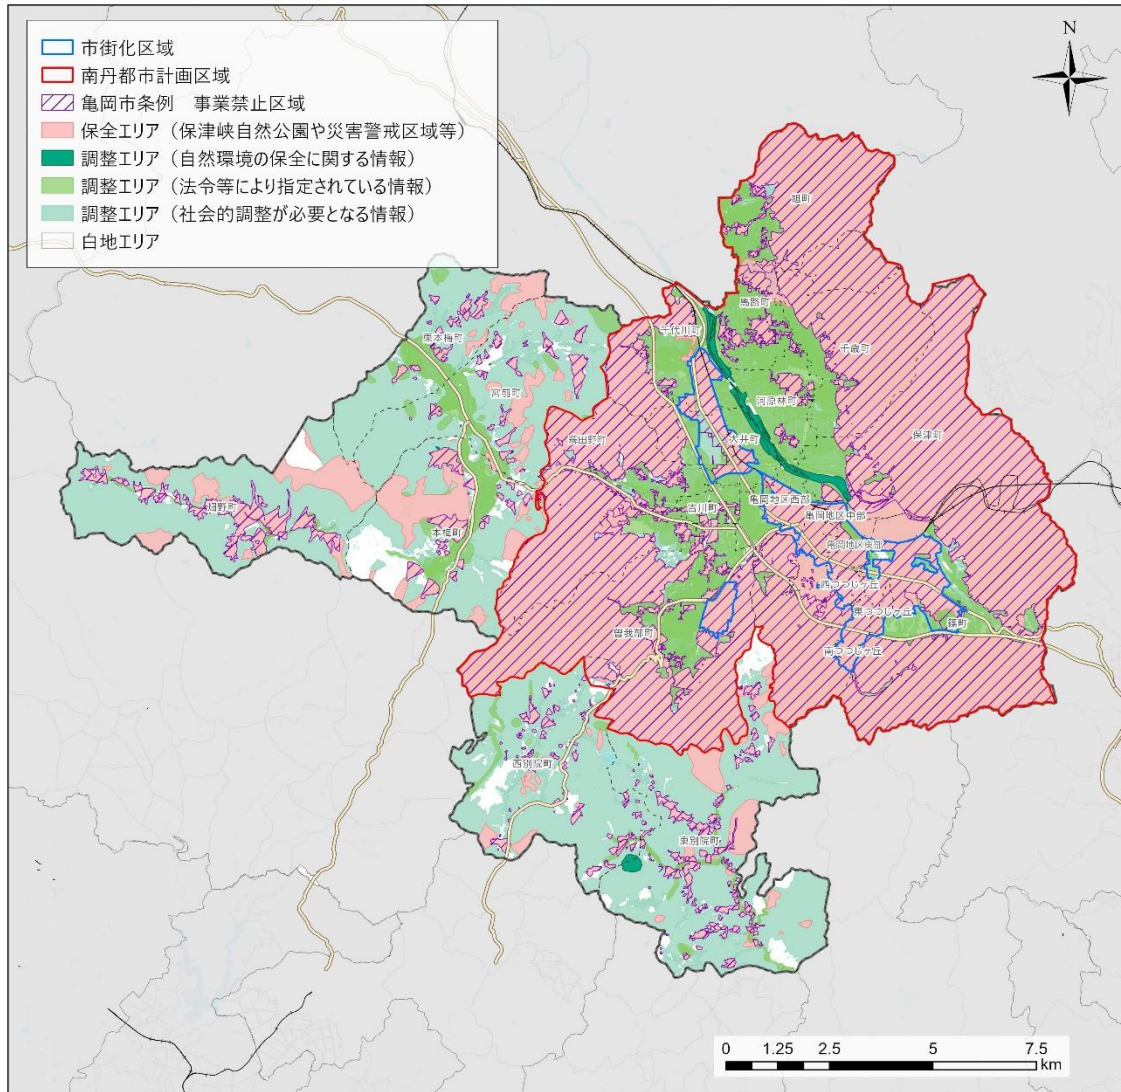 市街化区域
南丹都市計画区域
亀岡市条例　事業禁止区域
保全エリア（保津峡自然公園や災害警戒区域等）
調整エリア（自然環境の保全に関する情報）
調整エリア（法令等により指定されている情報）
調整エリア（社会的調整が必要となる情報）
白地エリア
N
旭町
馬路町
千代川町
千歳町
東本梅町
宮前町
河原林町
保津町
大井町
薭田野町
畑野町
亀岡地区西部
吉川町
亀岡地区中部
本梅町
亀岡地区東部
西つつじケ丘
東つつじケ丘
篠町
曽我部町
南つつじケ丘
西別院町
東別院町
0 1.25 2.5 5 7.5
km